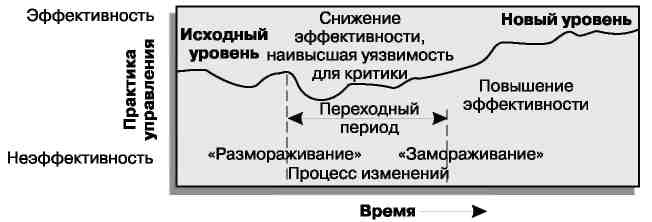 Эффективность
Практика
управления
Неэффективность
Исходный
уровень
Снижение
эффективности,
наивысшая уязвимость
для критики
Новый уровень
Повышение
эффективности
Переходный
период
«Размораживание»
«Замораживание»
Процесс изменений
Время